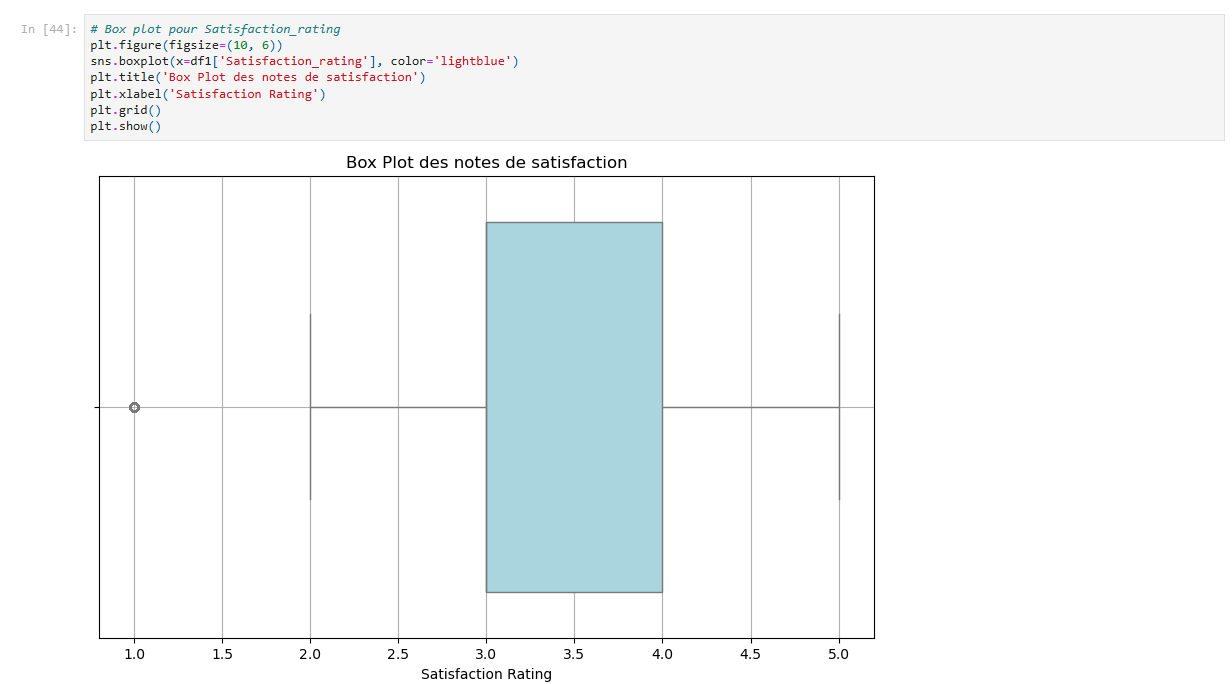 In [44]:
# Box plot pour Satisfaction_rating
plt.figure(figsize=(10, 6))
sns.boxplot(x=df1['Satisfaction_rating'], color='lightblue')
plt.title('Box Plot des notes de satisfaction')
plt.xlabel('Satisfaction Rating')
plt.grid()
plt.show()
Box Plot des notes de satisfaction
1.0 1.5 2.0 2.5 3.0 3.5 4.0 4.5 5.0
Satisfaction Rating